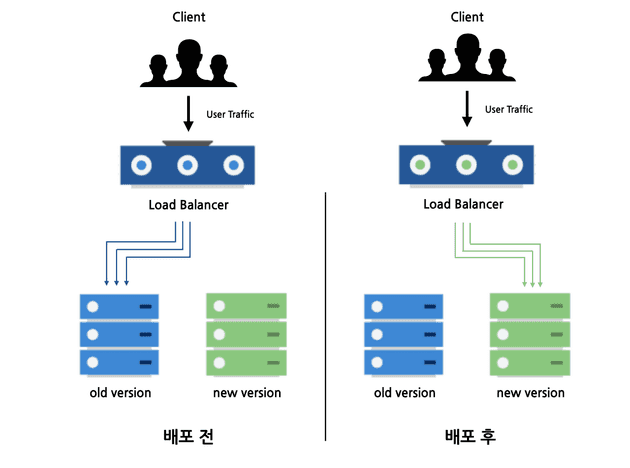 Client
User Traffic
Load Balancer
old version
new version
배포 전
Client
User Traffic
Load Balancer
old version
new version
배포 후